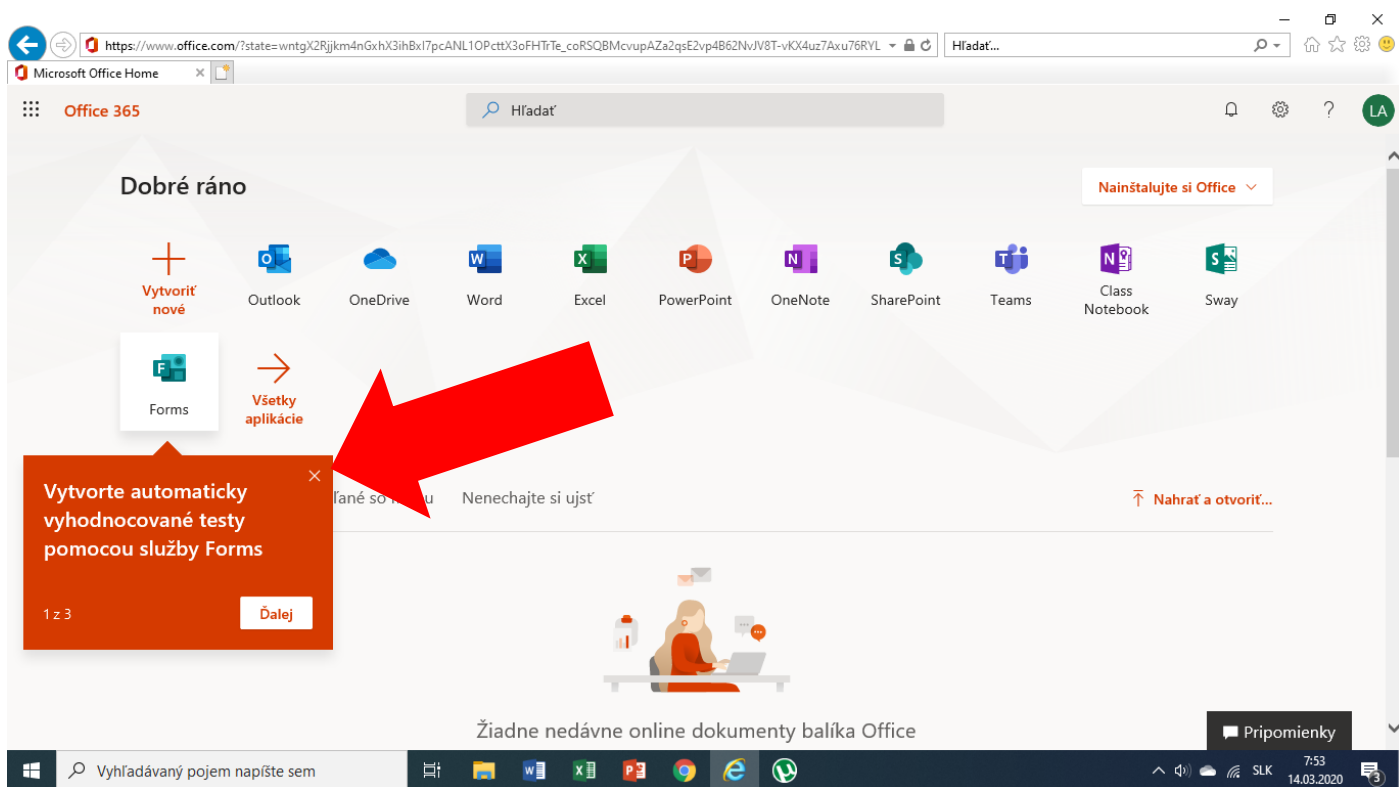 https://www.office.com/?state=wntgX2Rjjkm4nGxhX3ihBxI7pcANL1OPcttX3oFHTrTe_coRSQBMcvupAZa2qsE2vp4B62NvJV8T-vKX4uz7Axu76RYL
Hľadať...
Microsoft Office Home
Office 365
Hľadať
LA
Dobré ráno
Nainštalujte si Office
Vytvoriť
nové
Outlook
OneDrive
Word
Excel
PowerPoint
OneNote
SharePoint
Teams
Class
Notebook
Sway
Forms
Všetky
aplikácie
Vytvorte automaticky
vyhodnocované testy
pomocou služby Forms
1 z 3
Ďalej
Nenechajte si ujsť
Nahrať a otvoriť...
Žiadne nedávne online dokumenty balíka Office
Pripomienky
Vyhľadávaný pojem napíšte sem
SLK
7:53
14.03.2020
3